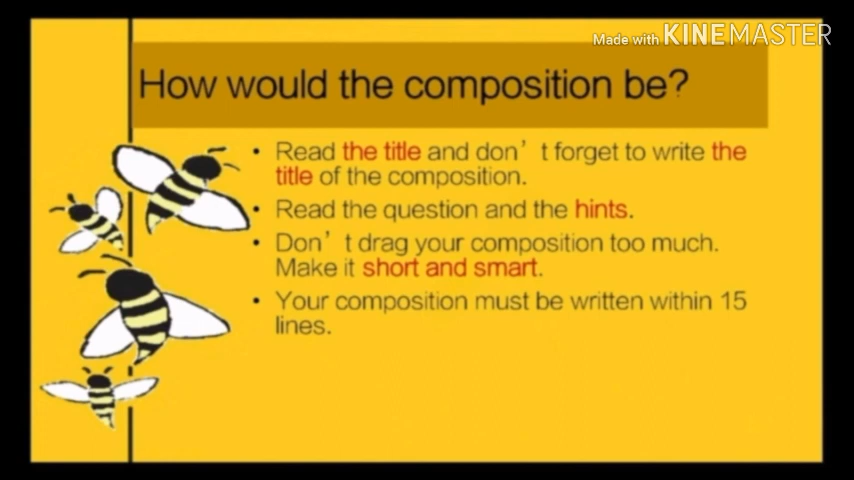 Made with KINEMASTER
How would the composition be?
• Read the title and don’t forget to write the
title of the composition.
• Read the question and the hints.
• Don’t drag your composition too much.
Make it short and smart.
• Your composition must be written within 15
lines.